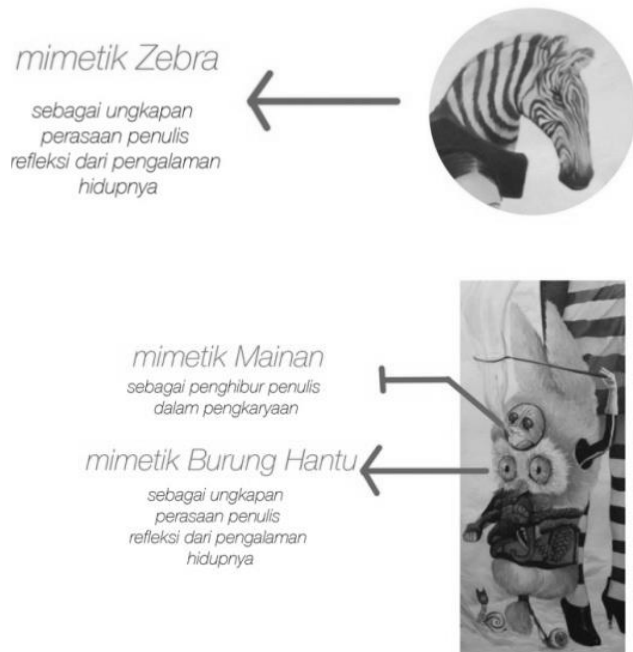 mimetik Zebra
sebagai ungkapan
perasaan penulis
refleksi dari pengalaman
hidupnya
mimetik Mainan
sebagai penghibur penulis
dalam pengkaryaan
mimetik Burung Hantu
sebagai ungkapan
perasaan penulis
refleksi dari pengalaman
hidupnya